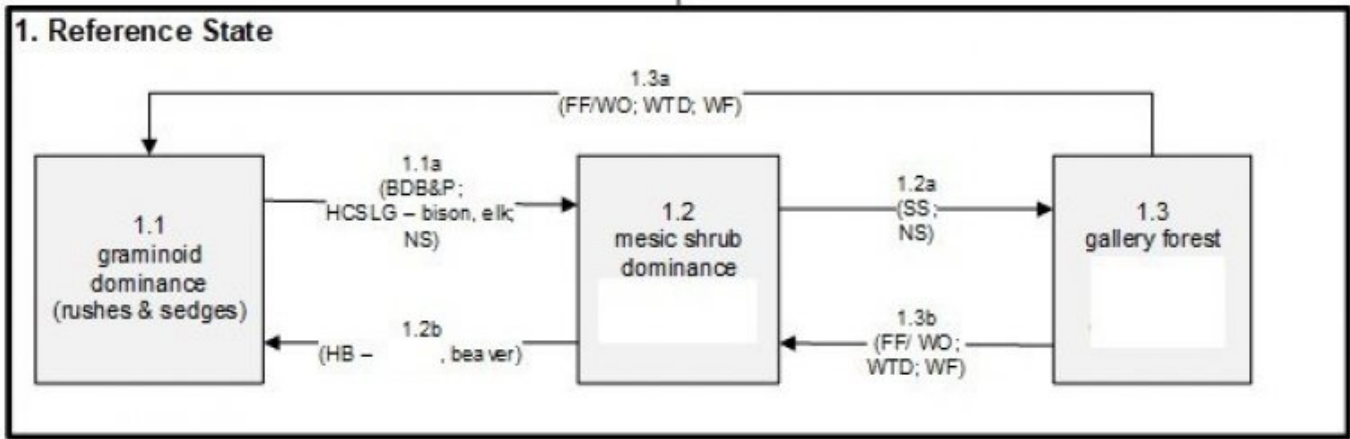 1. Reference State
1.3a
(FF/WO; WTD; WF)
1.1a
(BDB&P;
HCSLG – bison, elk;
NS)
1.2a
(SS;
NS)
1.1
graminoid
dominance
(rushes & sedges)
1.2
mesic shrub
dominance
1.3
gallery forest
1.2b
(HB – , beaver)
1.3b
(FF/ WO;
WTD; WF)